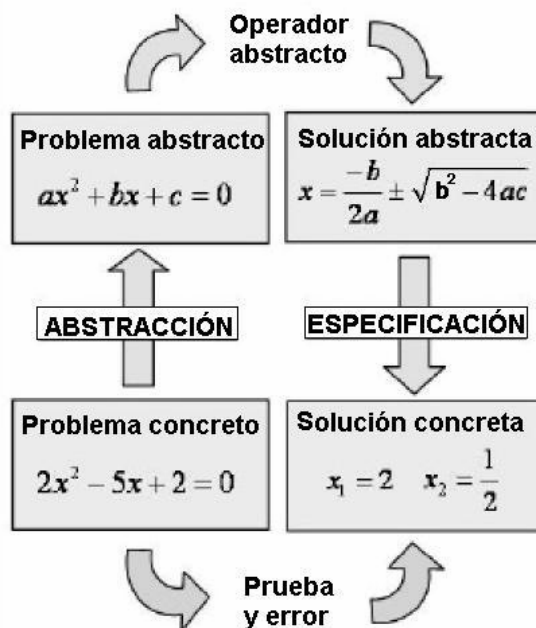 Operador
abstracto
Problema abstracto
ax² + bx + c = 0
Solución abstracta
x = -b/2a ± √b² − 4ac
ABSTRACCIÓN
ESPECIFICACIÓN
Problema concreto
2x² − 5x + 2 = 0
Solución concreta
x₁ = 2 x₂ = 1/2
Prueba
y error